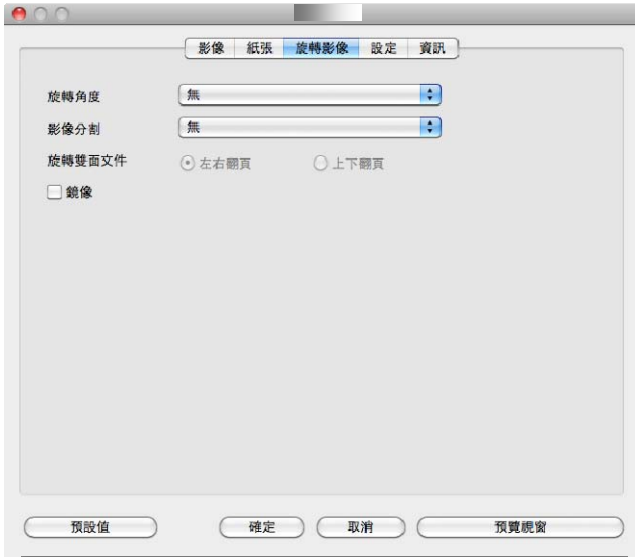 影像 紙張 旋轉影像 設定 資訊
旋轉角度 無
影像分割 無
旋轉雙面文件 左右翻頁 上下翻頁
鏡像
預設值 確定 取消 預覽視窗